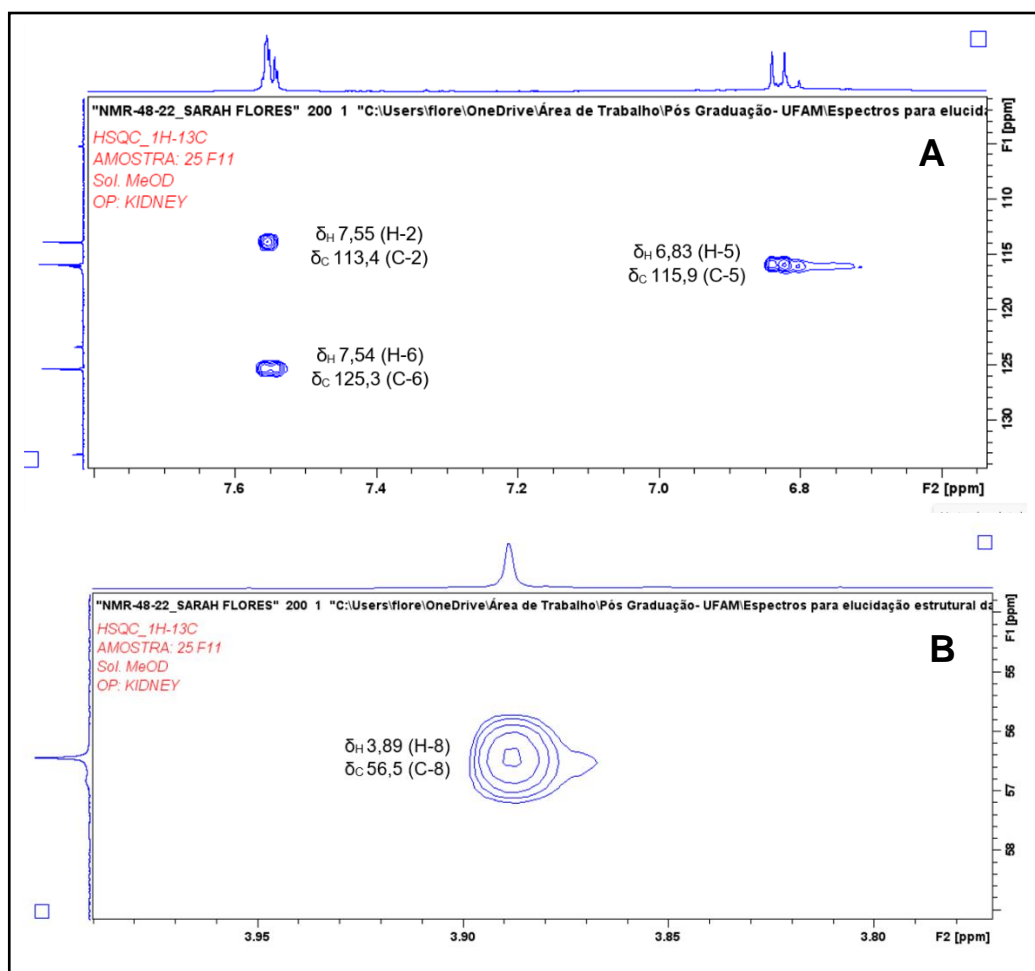 "NMR-48-22_SARAH FLORES" 200 1 "C:\Users\flore\OneDrive\Área de Trabalho\Pós Graduação- UFAM\Espectros para elucida
HSQC_1H-13C
AMOSTRA: 25 F11
Sol. MeOD
OP: KIDNEY
A
F1 [ppm]
δH 7,55 (H-2)
δC 113,4 (C-2)
δH 6,83 (H-5)
δC 115,9 (C-5)
δH 7,54 (H-6)
δC 125,3 (C-6)
110
115
120
125
130
7.6 7.4 7.2 7.0 6.8 F2 [ppm]
"NMR-48-22_SARAH FLORES" 200 1 "C:\Users\flore\OneDrive\Área de Trabalho\Pós Graduação- UFAM\Espectros para elucidação estrutural da
HSQC_1H-13C
AMOSTRA: 25 F11
Sol. MeOD
OP: KIDNEY
B
F1 [ppm]
δH 3,89 (H-8)
δC 56,5 (C-8)
55
56
57
58
3.95 3.90 3.85 3.80 F2 [ppm]